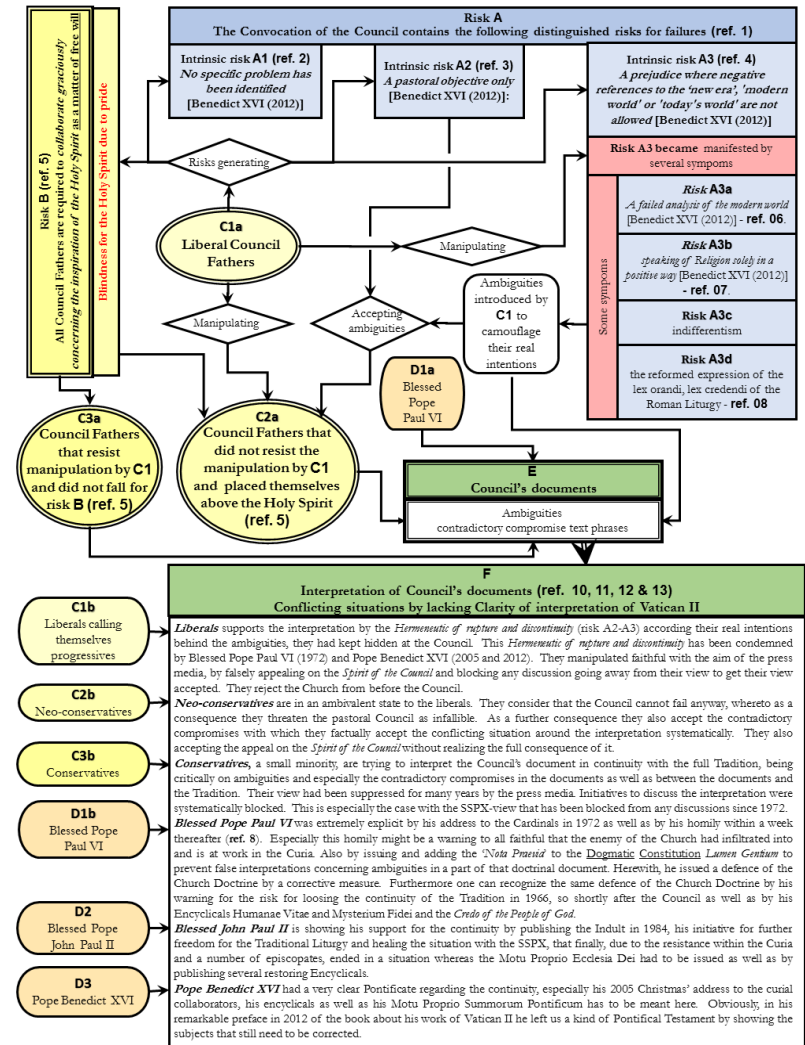 Risk A
The Convocation of the Council contains the following distinguished risks for failures (ref. 1)
Intrinsic risk A1 (ref. 2)
No specific problem has
been identified
[Benedict XVI (2012)]
Intrinsic risk A2 (ref. 3)
A pastoral objective only
[Benedict XVI (2012)]:
Intrinsic risk A3 (ref. 4)
A prejudice where negative
references to the ‘new era’, 'modern
world' or 'today's world' are not
allowed [Benedict XVI (2012)]
Risk B (ref. 5)
All Council Fathers are required to collaborate graciously
concerning the inspiration of the Holy Spirit as a matter of free will
Blindness for the Holy Spirit due to pride
Risks generating
Risk A3 became manifested by
several sympoms
Some sympoms
Risk A3a
A failed analysis of the modern world
[Benedict XVI (2012)] - ref. 06.
Risk A3b
speaking of Religion solely in a
positive way [Benedict XVI (2012)]
- ref. 07.
Risk A3c
indifferentism
Risk A3d
the reformed expression of the
lex orandi, lex credendi of the
Roman Liturgy - ref. 08
C1a
Liberal Council
Fathers
Manipulating
Manipulating
Accepting
ambiguities
Ambiguities
introduced by
C1 to
camouflage
their real
intentions
D1a
Blessed
Pope
Paul VI
C3a
Council Fathers
that resist
manipulation by C1
and did not fall for
risk B (ref. 5)
C2a
Council Fathers that
did not resist the
manipulation by C1
and placed themselves
above the Holy Spirit
(ref. 5)
E
Council’s documents
Ambiguities
contradictory compromise text phrases
F
Interpretation of Council’s documents (ref. 10, 11, 12 & 13)
Conflicting situations by lacking Clarity of interpretation of Vatican II
C1b
Liberals calling
themselves
progressives
Liberals supports the interpretation by the Hermeneutic of rupture and discontinuity (risk A2-A3) according their real intentions
behind the ambiguities, they had kept hidden at the Council. This Hermeneutic of rupture and discontinuity has been condemned
by Blessed Pope Paul VI (1972) and Pope Benedict XVI (2005 and 2012). They manipulated faithful with the aim of the press
media, by falsely appealing on the Spirit of the Council and blocking any discussion going away from their view to get their view
accepted. They reject the Church from before the Council.
C2b
Neo-conservatives
Neo-conservatives are in an ambivalent state to the liberals. They consider that the Council cannot fail anyway, whereto as a
consequence they threaten the pastoral Council as infallible. As a further consequence they also accept the contradictory
compromises with which they factually accept the conflicting situation around the interpretation systematically. They also
accepting the appeal on the Spirit of the Council without realizing the full consequence of it.
C3b
Conservatives
Conservatives, a small minority, are trying to interpret the Council’s document in continuity with the full Tradition, being
critically on ambiguities and especially the contradictory compromises in the documents as well as between the documents and
the Tradition. Their view had been suppressed for many years by the press media. Initiatives to discuss the interpretation were
systematically blocked. This is especially the case with the SSPX-view that has been blocked from any discussions since 1972.
D1b
Blessed Pope
Paul VI
Blessed Pope Paul VI was extremely explicit by his address to the Cardinals in 1972 as well as by his homily within a week
thereafter (ref. 8). Especially this homily might be a warning to all faithful that the enemy of the Church had infiltrated into
and is at work in the Curia. Also by issuing and adding the ‘Nota Praevia’ to the Dogmatic Constitution Lumen Gentium to
prevent false interpretations concerning ambiguities in a part of that doctrinal document. Herewith, he issued a defence of the
Church Doctrine by a corrective measure. Furthermore one can recognize the same defence of the Church Doctrine by his
warning for the risk for loosing the continuity of the Tradition in 1966, so shortly after the Council as well as by his
Encyclicals Humanae Vitae and Mysterium Fidei and the Credo of the People of God.
D2
Blessed Pope
John Paul II
Blessed John Paul II is showing his support for the continuity by publishing the Indult in 1984, his initiative for further
freedom for the Traditional Liturgy and healing the situation with the SSPX, that finally, due to the resistance within the Curia
and a number of episcopates, ended in a situation whereas the Motu Proprio Ecclesia Dei had to be issued as well as by
publishing several restoring Encyclicals.
D3
Pope Benedict XVI
Pope Benedict XVI had a very clear Pontificate regarding the continuity, especially his 2005 Christmas’ address to the curial
collaborators, his encyclicals as well as his Motu Proprio Summorum Pontificum has to be meant here. Obviously, in his
remarkable preface in 2012 of the book about his work of Vatican II he left us a kind of Pontifical Testament by showing the
subjects that still need to be corrected.